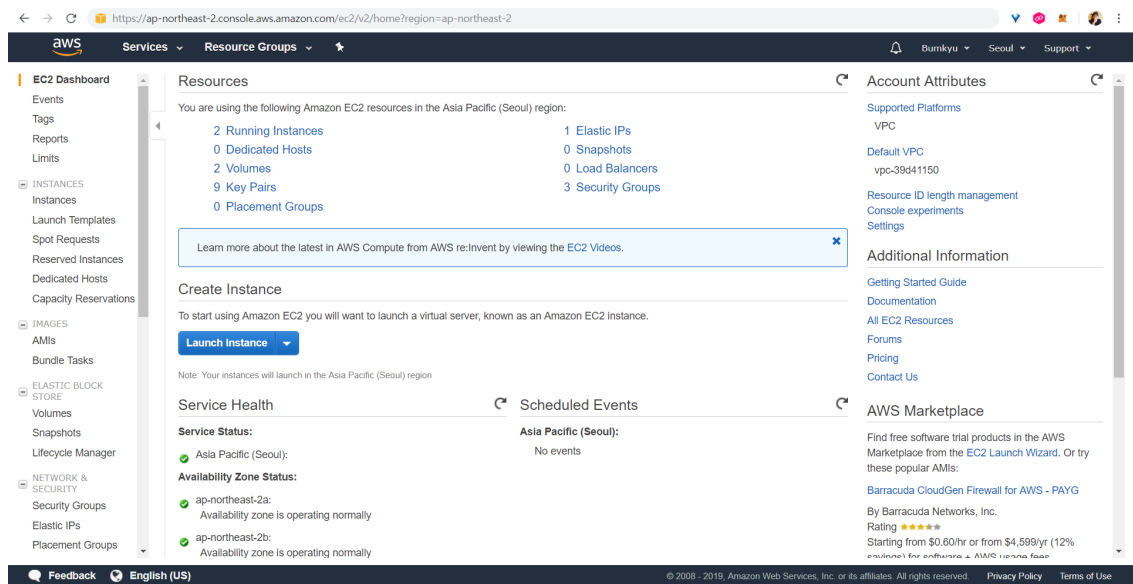 https://ap-northeast-2.console.aws.amazon.com/ec2/v2/home?region=ap-northeast-2
aws Services Resource Groups Bumkyu Seoul Support
EC2 Dashboard
Events
Tags
Reports
Limits
INSTANCES
Instances
Launch Templates
Spot Requests
Reserved Instances
Dedicated Hosts
Capacity Reservations
IMAGES
AMIs
Bundle Tasks
ELASTIC BLOCK
STORE
Volumes
Snapshots
Lifecycle Manager
NETWORK &
SECURITY
Security Groups
Elastic IPs
Placement Groups
Resources
You are using the following Amazon EC2 resources in the Asia Pacific (Seoul) region:
2 Running Instances
0 Dedicated Hosts
2 Volumes
9 Key Pairs
0 Placement Groups
1 Elastic IPs
0 Snapshots
0 Load Balancers
3 Security Groups
Learn more about the latest in AWS Compute from AWS re:Invent by viewing the EC2 Videos.
Create Instance
To start using Amazon EC2 you will want to launch a virtual server, known as an Amazon EC2 instance.
Launch Instance
Note: Your instances will launch in the Asia Pacific (Seoul) region
Service Health
Service Status:
Asia Pacific (Seoul):
Availability Zone Status:
ap-northeast-2a:
Availability zone is operating normally
ap-northeast-2b:
Availability zone is operating normally
Scheduled Events
Asia Pacific (Seoul):
No events
Account Attributes
Supported Platforms
VPC
Default VPC
vpc-39d41150
Resource ID length management
Console experiments
Settings
Additional Information
Getting Started Guide
Documentation
All EC2 Resources
Forums
Pricing
Contact Us
AWS Marketplace
Find free software trial products in the AWS
Marketplace from the EC2 Launch Wizard. Or try
these popular AMIs:
Barracuda CloudGen Firewall for AWS - PAYG
By Barracuda Networks, Inc.
Rating
Starting from $0.60/hr or from $4,599/yr (12%
savings) for software + AWS usage fees
Feedback English (US) © 2008 - 2019, Amazon Web Services, Inc. or its affiliates. All rights reserved. Privacy Policy Terms of Use